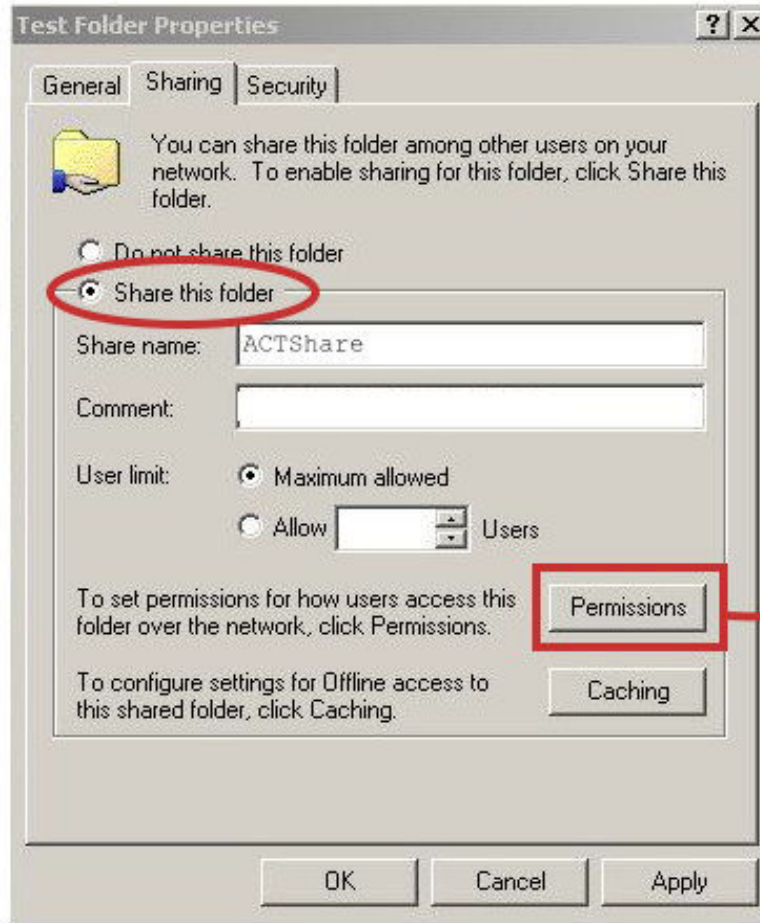 Test Folder Properties
? X
General Sharing Security
You can share this folder among other users on your
network. To enable sharing for this folder, click Share this
folder.
Do not share this folder
Share this folder
Share name: ACTShare
Comment:
User limit: Maximum allowed
Allow Users
To set permissions for how users access this
folder over the network, click Permissions.
Permissions
To configure settings for Offline access to
this shared folder, click Caching.
Caching
OK Cancel Apply